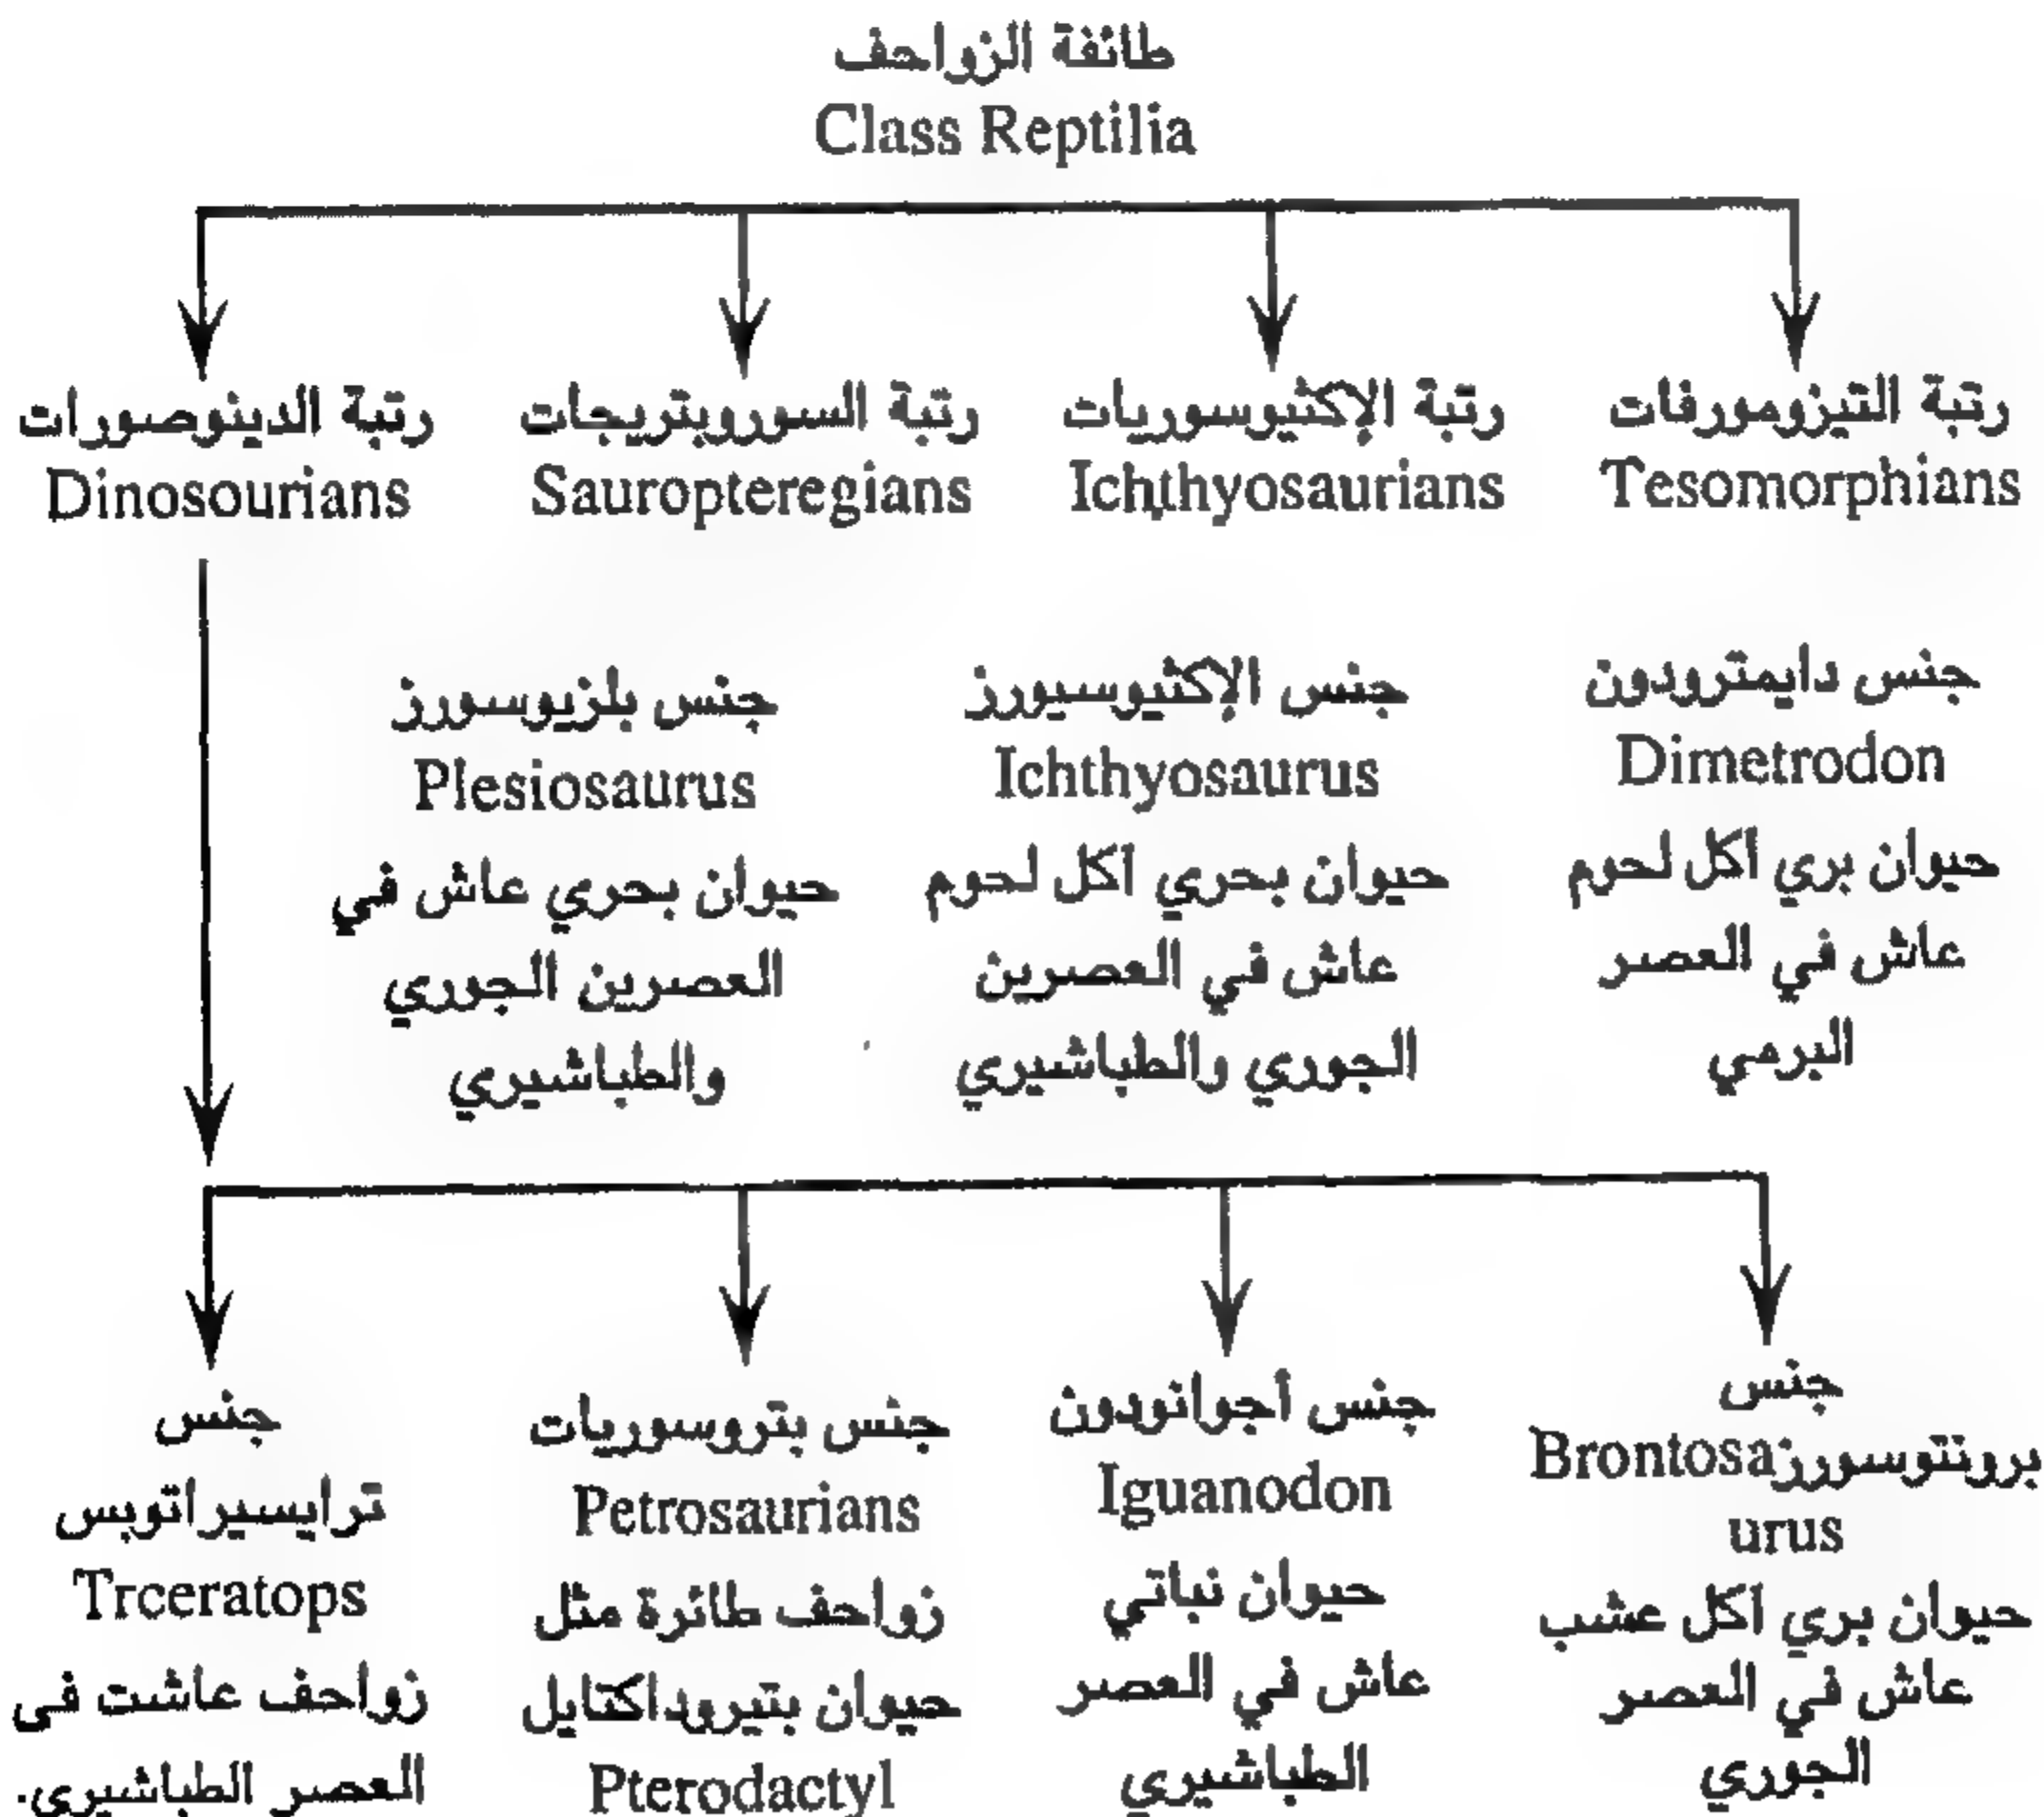 طائفة الزواحف
Class Reptilia
رتبة التيزومورفات
Tesomorphians
رتبة الإكثيوسوريات
Ichthyosaurians
رتبة السوروبتريجات
Sauropteregians
رتبة الدينوصورات
Dinosourians
جنس دايمترودون
Dimetrodon
حيوان بري آكل لحوم
عاش في العصر
البرمي
جنس الإكثيوسيورز
Ichthyosaurus
حيوان بحري آكل لحوم
عاش في العصرين
الجوري والطباشيري
جنس بلزيوسورز
Plesiosaurus
حيوان بحري عاش في
العصرين الجوري
والطباشيري
جنس
برونتوسورزBrontosa
urus
حيوان بري آكل عشب
عاش في العصر
الجوري
جنس أجوانودون
Iguanodon
حيوان نباتي
عاش في العصر
الطباشيري
جنس بتروسوريات
Petrosaurians
زواحف طائرة مثل
حيوان بتيروداكتايل
Pterodactyl
جنس
ترايسيراتوبس
Trceratops
زواحف عاشت فى
العصر الطباشيري.